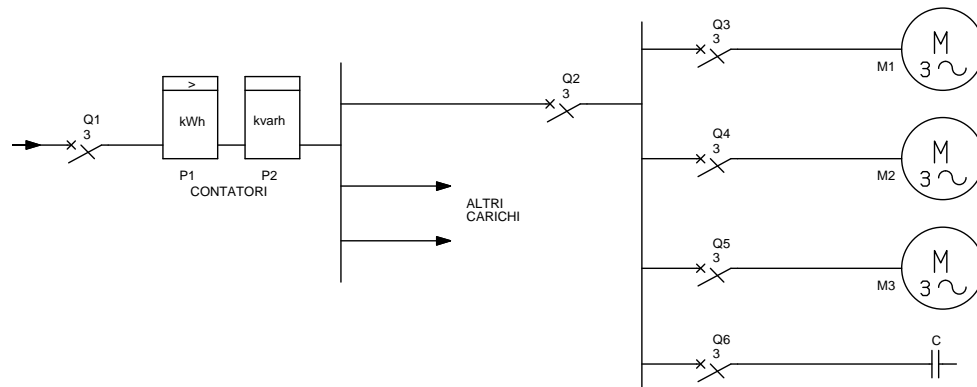 Q1
3
>
kWh
P1
kvarh
P2
CONTATORI
ALTRI
CARICHI
Q2
3
Q3
3
M1
M
3
Q4
3
M2
M
3
Q5
3
M3
M
3
Q6
3
C